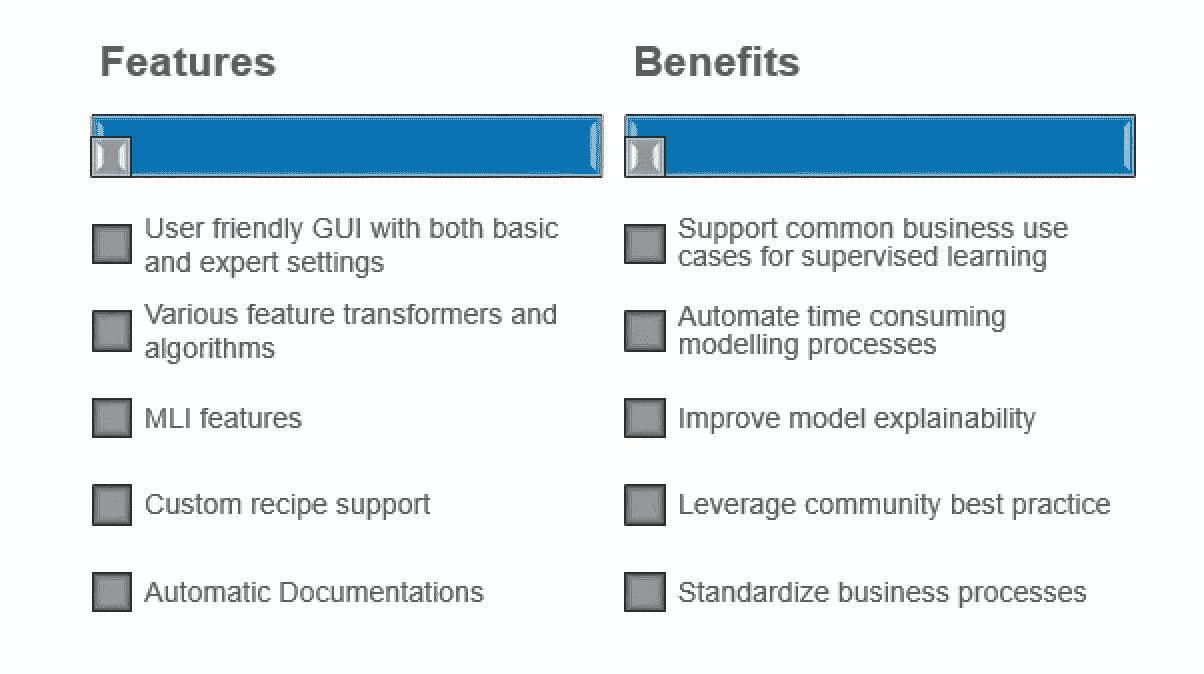 Features
User friendly GUI with both basic
and expert settings
Various feature transformers and
algorithms
MLI features
Custom recipe support
Automatic Documentations
Benefits
Support common business use
cases for supervised learning
Automate time consuming
modelling processes
Improve model explainability
Leverage community best practice
Standardize business processes